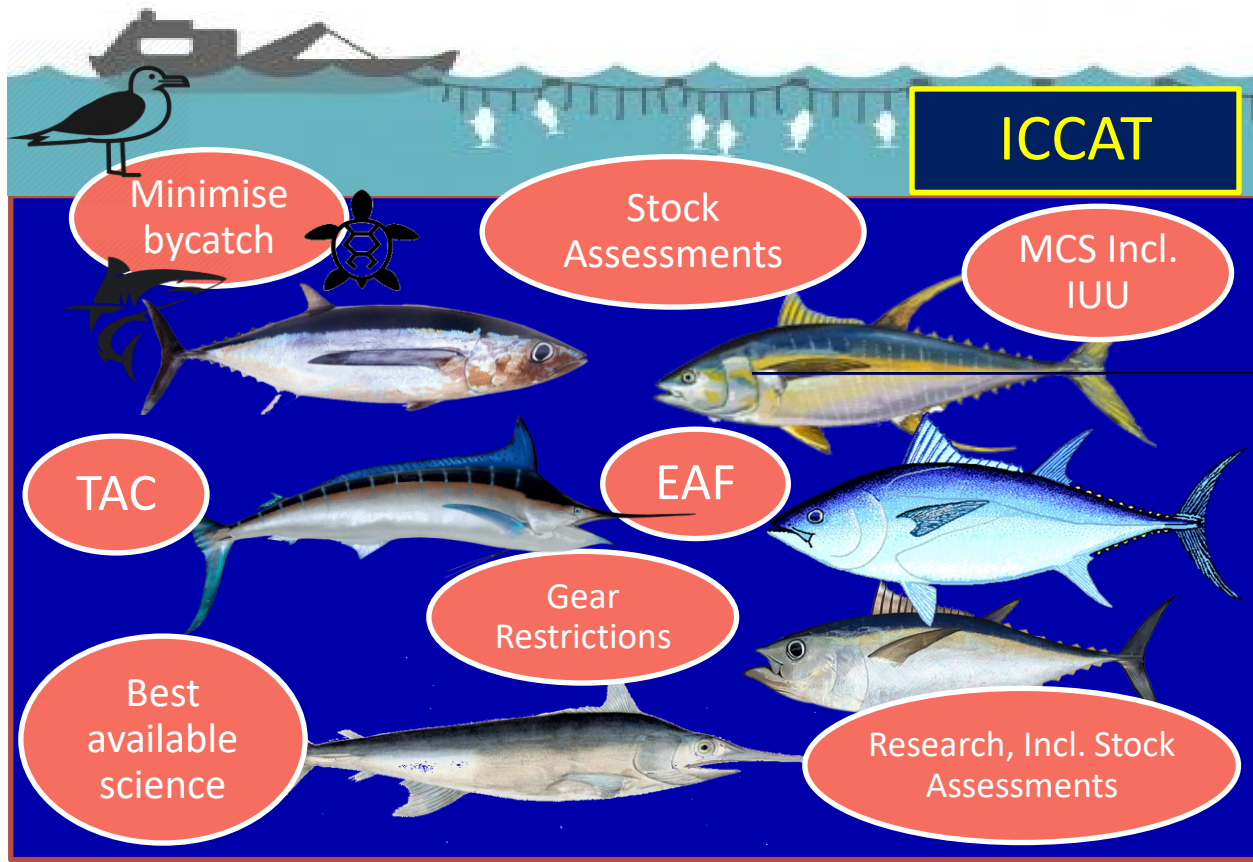 ICCAT
Minimise
bycatch
Stock
Assessments
MCS Incl.
IUU
TAC
EAF
Gear
Restrictions
Best
available
science
Research, Incl. Stock
Assessments